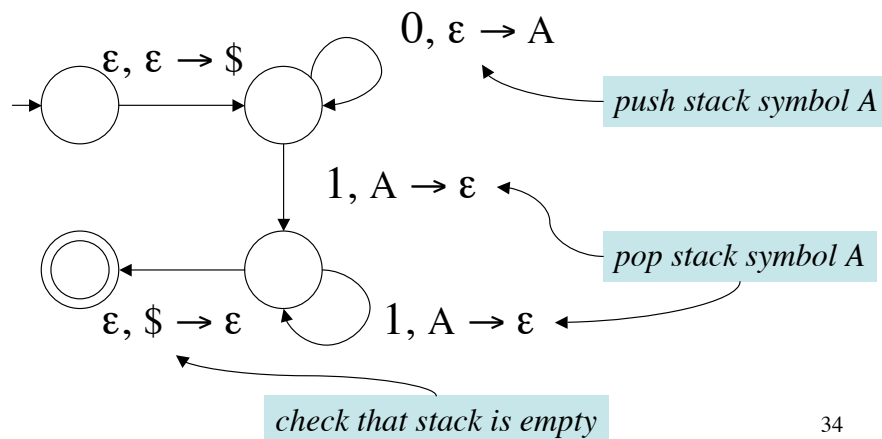 ε, ε → $
0, ε → A
push stack symbol A
1, A → ε
pop stack symbol A
ε, $ → ε
1, A → ε
check that stack is empty
34